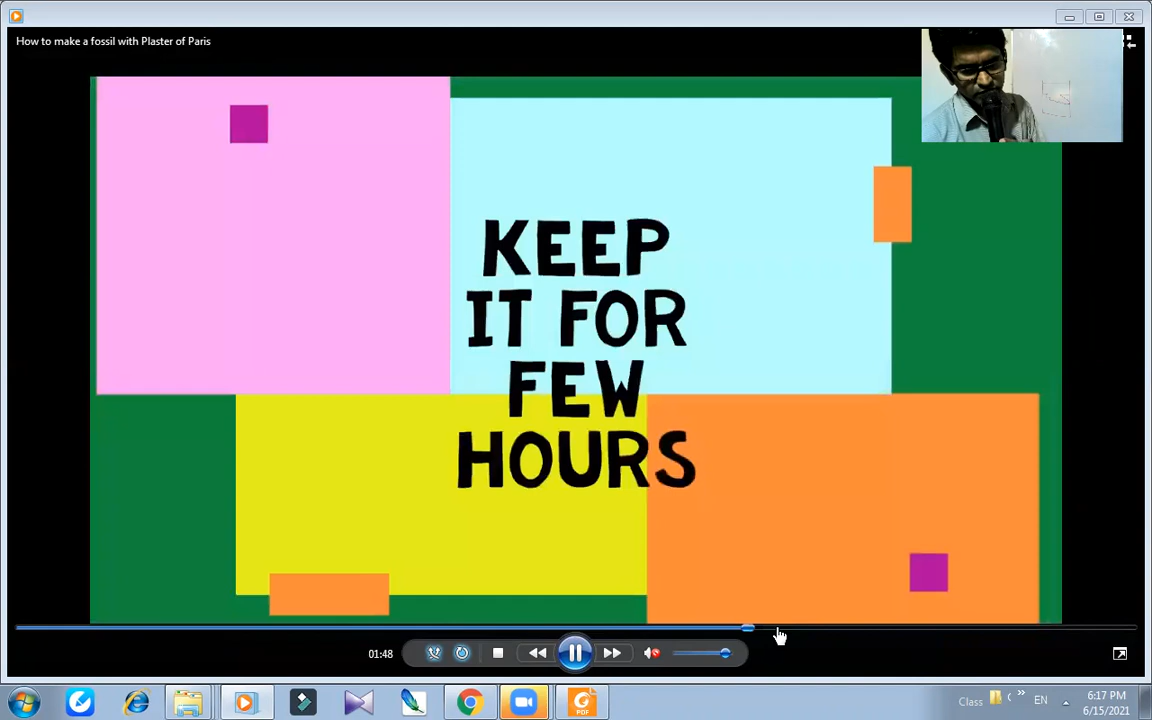 How to make a fossil with Plaster of Paris
KEEP
IT FOR
FEW
HOURS
01:48
PDF
Class
EN
6:17 PM
6/15/2021